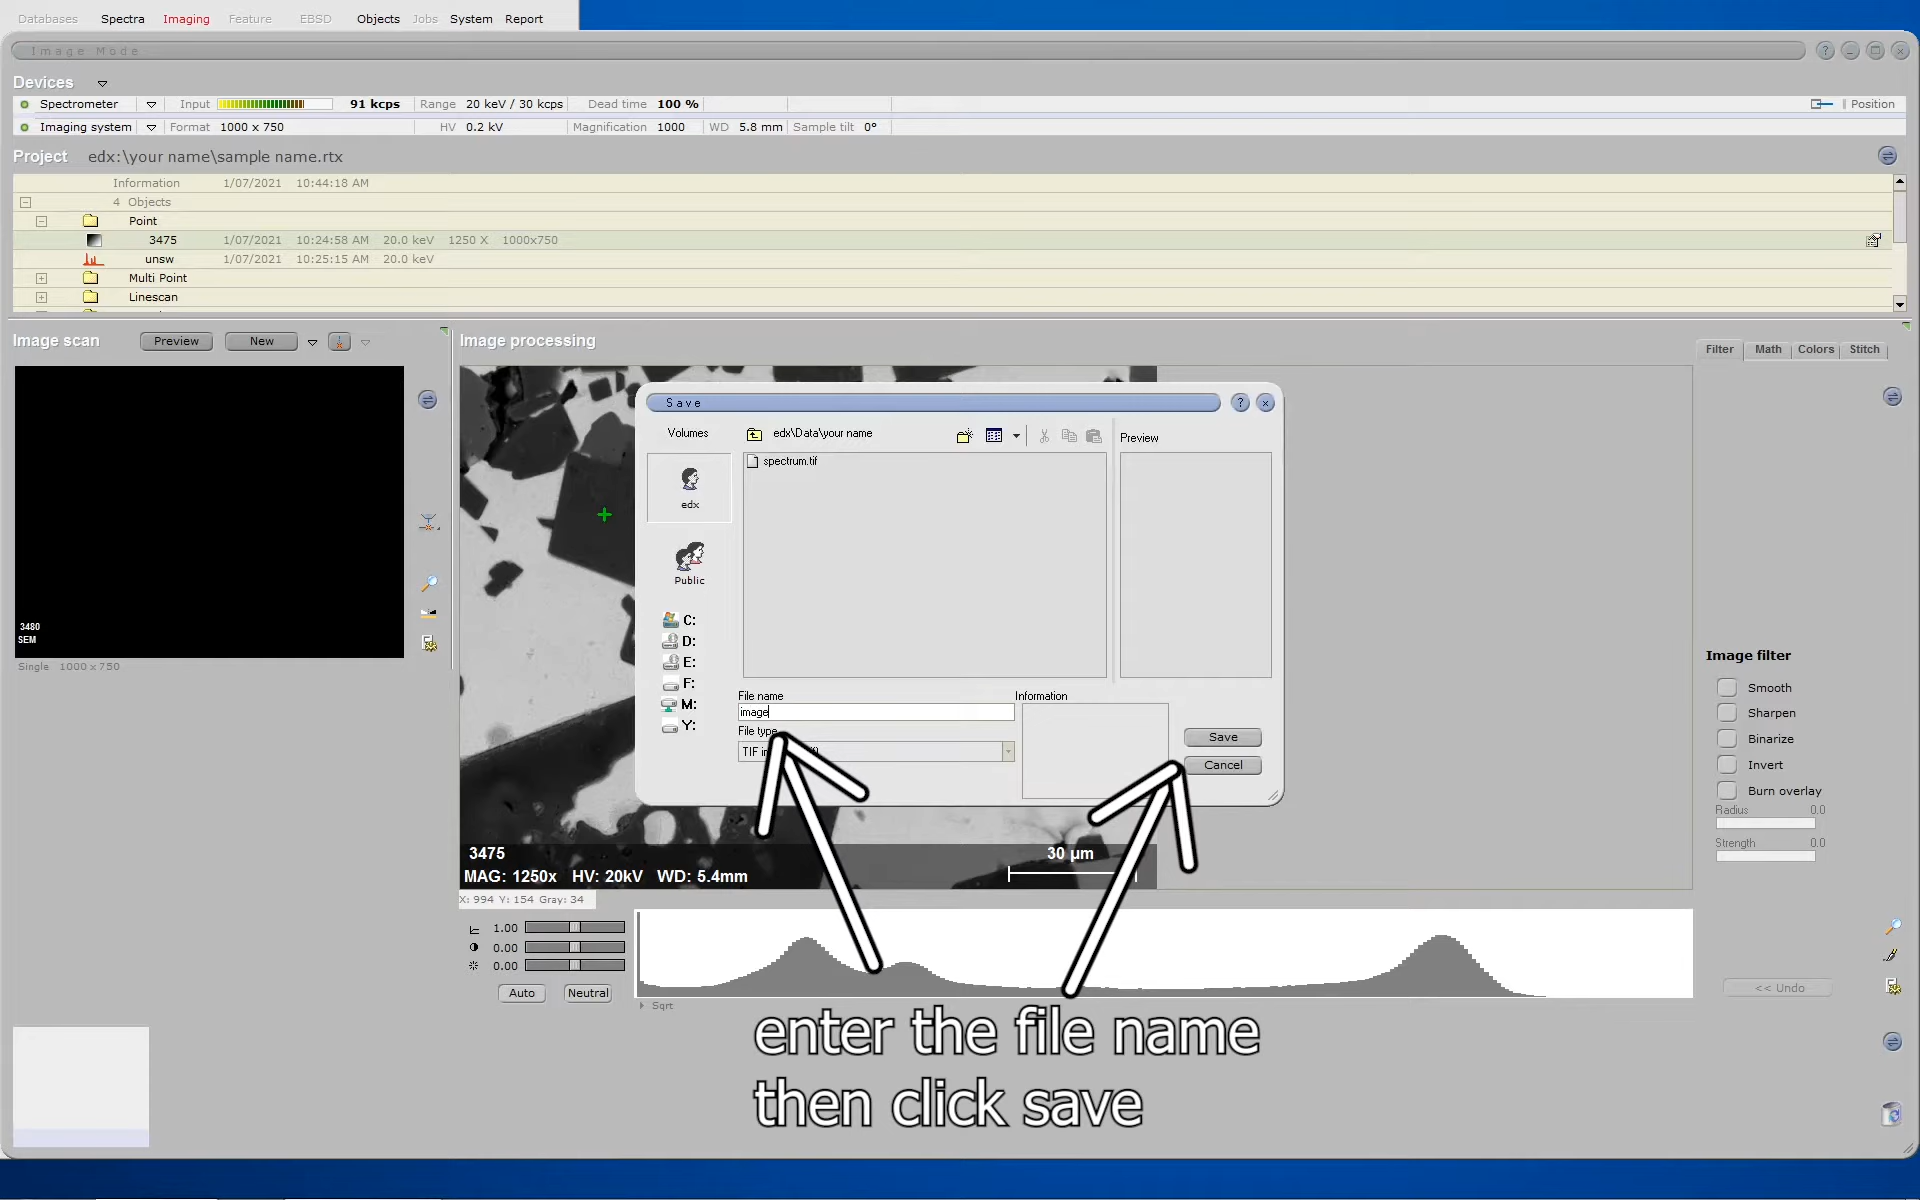 Databases Spectra Imaging Feature EBSD Objects Jobs System Report
Image Mode
Devices
Spectrometer Input 91 kcps Range 20 keV / 30 kcps Dead time 100 % Position
Imaging system Format 1000 x 750 HV 0.2 kV Magnification 1000 WD 5.8 mm Sample tilt 0°
Project edx:\your name\sample name.rtx
Information 1/07/2021 10:44:18 AM
4 Objects
Point
3475 1/07/2021 10:24:58 AM 20.0 keV 1250 X 1000x750
unsw 1/07/2021 10:25:15 AM 20.0 keV
Multi Point
Linescan
Image scan Preview New
Image processing
Filter Math Colors Stitch
3480
SEM
Single 1000 x 750
Save
Volumes edx\Data\your name Preview
spectrum.tif
edx
Public
C:
D:
E:
F:
M:
Y:
File name
image
File type
Information
Save
Cancel
Image filter
Smooth
Sharpen
Binarize
Invert
Burn overlay
Radius 0.0
Strength 0.0
3475
MAG: 1250x HV: 20kV WD: 5.4mm
30 µm
X: 994 Y: 154 Gray: 34
1.00
0.00
0.00
Auto Neutral
Sqrt
<< Undo
enter the file name
then click save